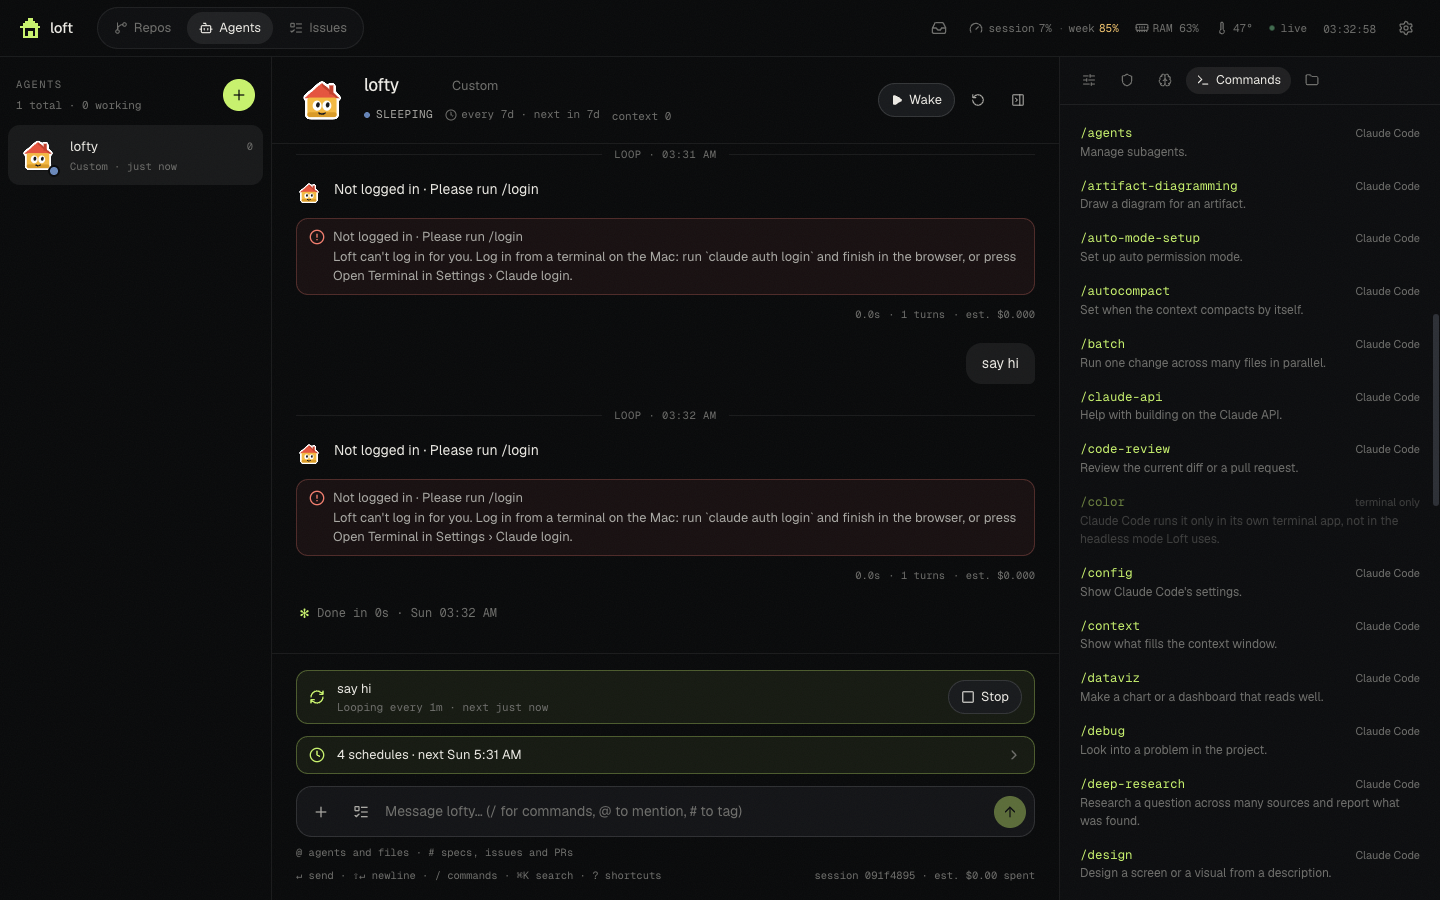 loft
Repos
Agents
Issues
session 7% · week 85%
RAM 63%
47°
live
03:32:58
AGENTS
1 total · 0 working
lofty
0
Custom · just now
lofty
Custom
SLEEPING
every 7d · next in 7d
context 0
Wake
LOOP · 03:31 AM
Not logged in · Please run /login
Not logged in · Please run /login
Loft can't log in for you. Log in from a terminal on the Mac: run `claude auth login` and finish in the browser, or press
Open Terminal in Settings › Claude login.
0.0s · 1 turns · est. $0.000
say hi
LOOP · 03:32 AM
Not logged in · Please run /login
Not logged in · Please run /login
Loft can't log in for you. Log in from a terminal on the Mac: run `claude auth login` and finish in the browser, or press
Open Terminal in Settings › Claude login.
0.0s · 1 turns · est. $0.000
✻ Done in 0s · Sun 03:32 AM
say hi
Looping every 1m · next just now
Stop
4 schedules · next Sun 5:31 AM
Message lofty... (/ for commands, @ to mention, # to tag)
@ agents and files · # specs, issues and PRs
↵ send · ⇧↵ newline · / commands · ⌘K search · ? shortcuts
session 091f4895 · est. $0.00 spent
Commands
/agents
Claude Code
Manage subagents.
/artifact-diagramming
Claude Code
Draw a diagram for an artifact.
/auto-mode-setup
Claude Code
Set up auto permission mode.
/autocompact
Claude Code
Set when the context compacts by itself.
/batch
Claude Code
Run one change across many files in parallel.
/claude-api
Claude Code
Help with building on the Claude API.
/code-review
Claude Code
Review the current diff or a pull request.
/color
terminal only
Claude Code runs it only in its own terminal app, not in the
headless mode Loft uses.
/config
Claude Code
Show Claude Code's settings.
/context
Claude Code
Show what fills the context window.
/dataviz
Claude Code
Make a chart or a dashboard that reads well.
/debug
Claude Code
Look into a problem in the project.
/deep-research
Claude Code
Research a question across many sources and report what
was found.
/design
Claude Code
Design a screen or a visual from a description.